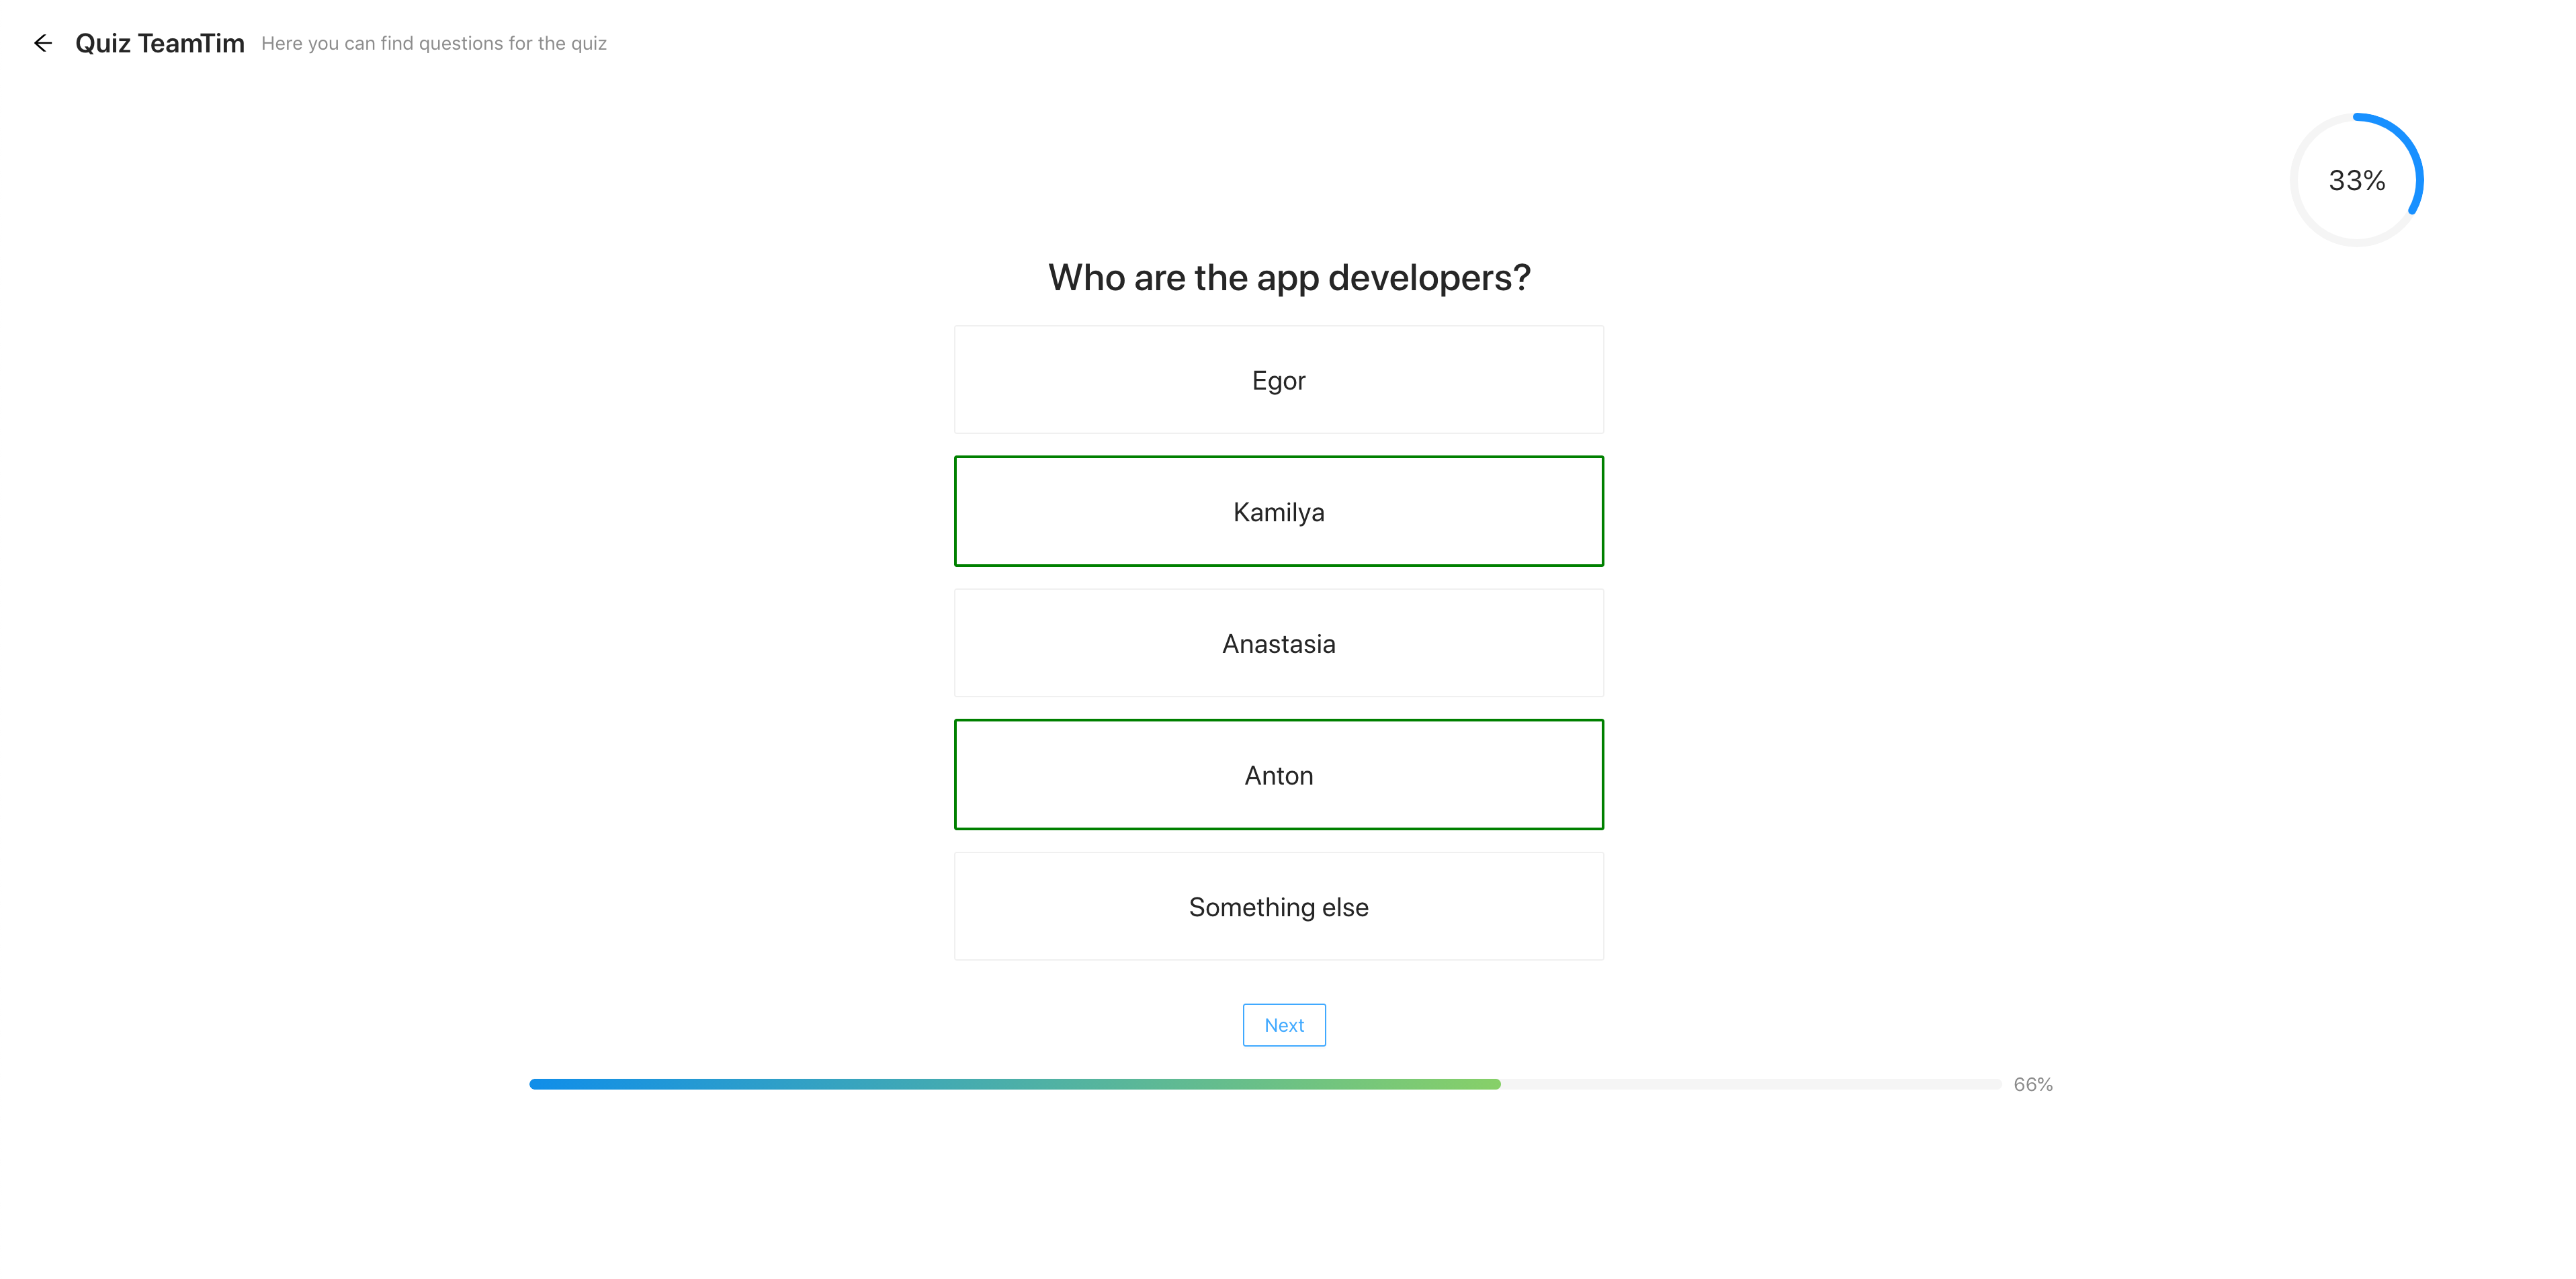 Quiz TeamTim Here you can find questions for the quiz
33%
Who are the app developers?
Egor
Kamilya
Anastasia
Anton
Something else
Next
66%